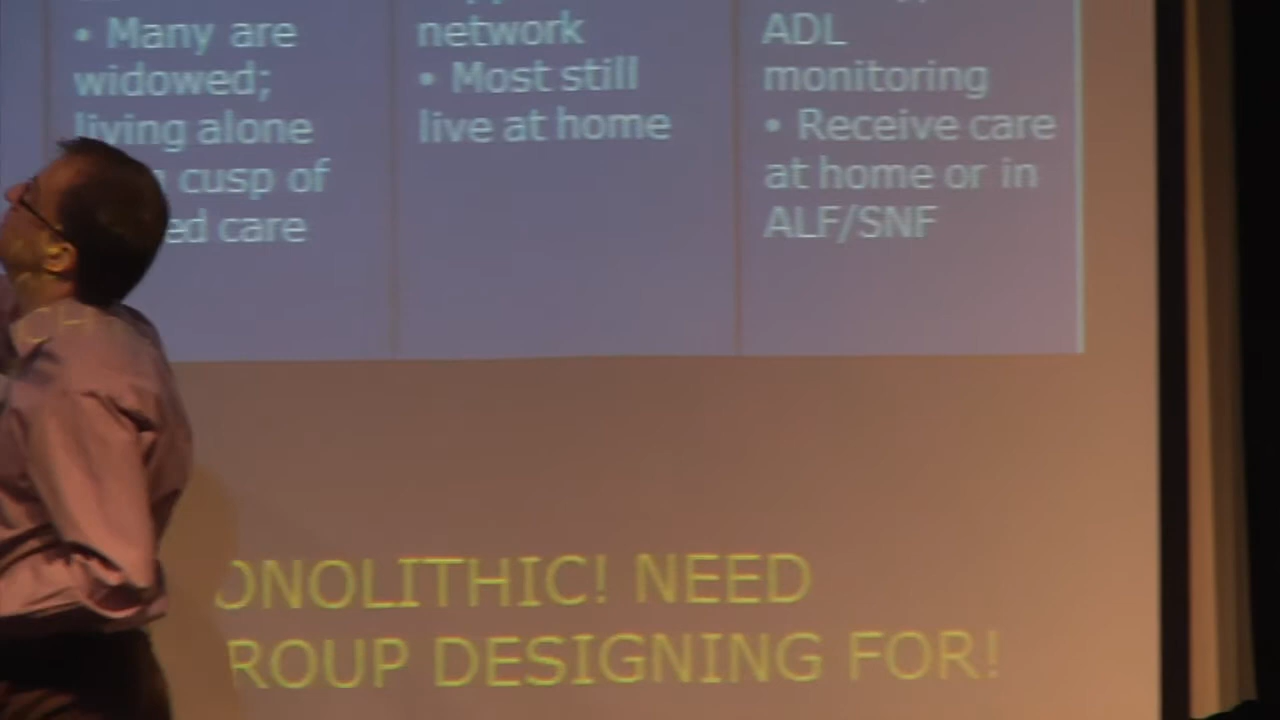 • Many are
widowed;
living alone
cusp of
ed care
network
• Most still
live at home
ADL
monitoring
• Receive care
at home or in
ALF/SNF
ONOLITHIC! NEED
ROUP DESIGNING FOR!